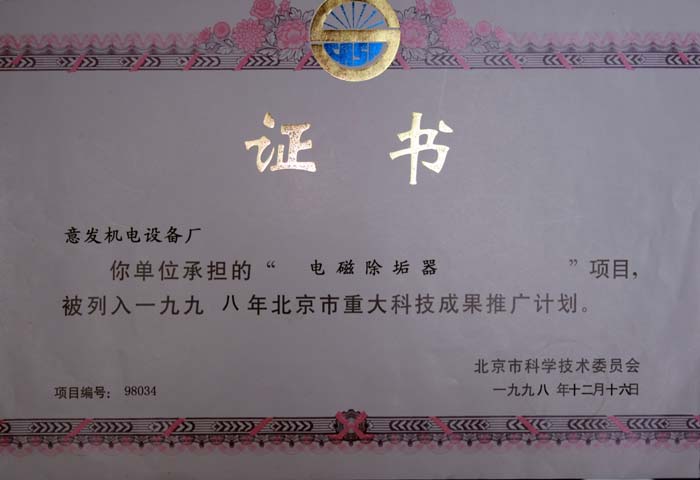 证 书
意发机电设备厂
你单位承担的“ 电磁除垢器 ”项目，
被列入一九九八年北京市重大科技成果推广计划。
北京市科学技术委员会
项目编号： 98034
一九九八年十二月十六日